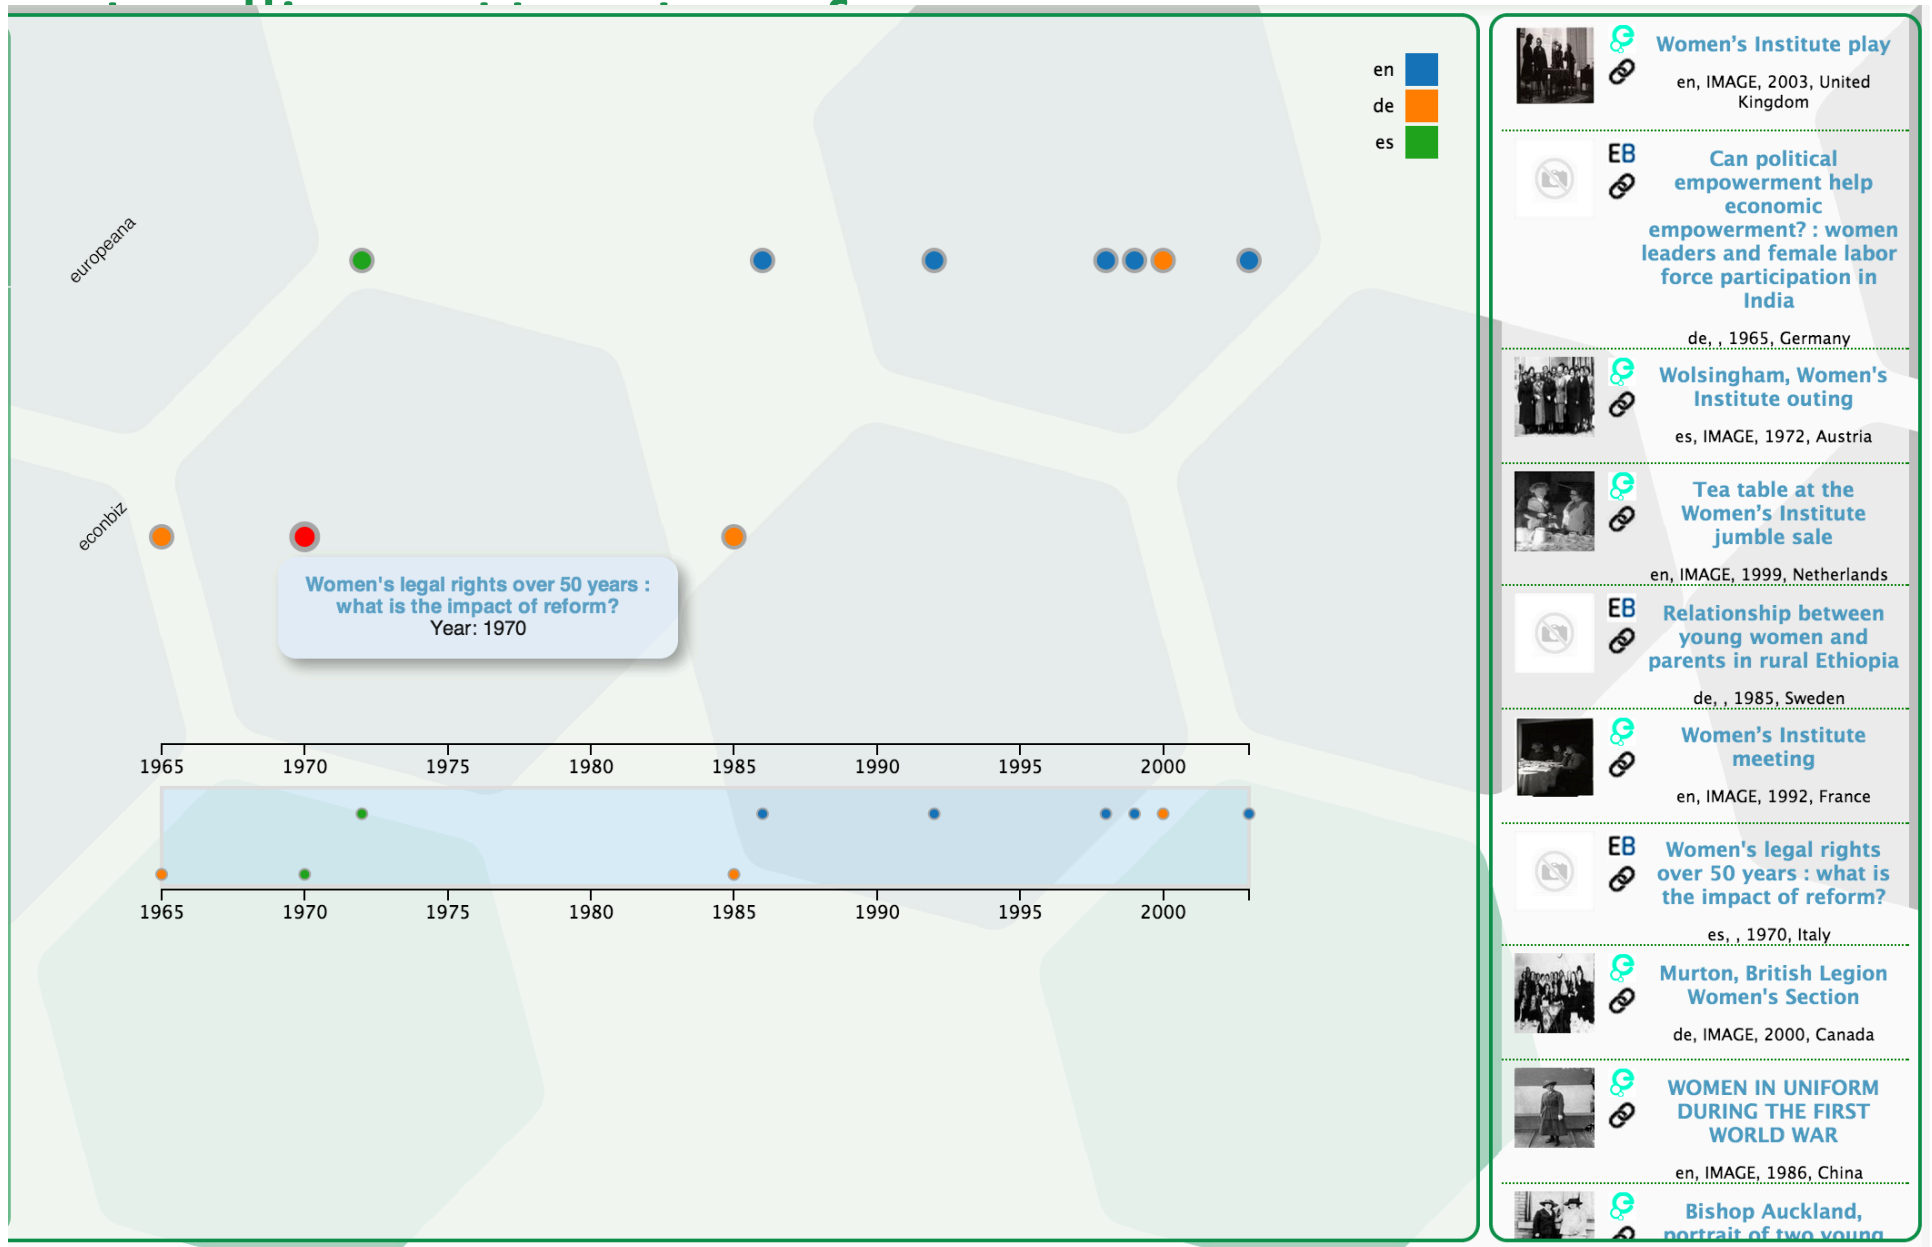 en
de
es
europeana
econbiz
Women's legal rights over 50 years :
what is the impact of reform?
Year: 1970
1965 1970 1975 1980 1985 1990 1995 2000
1965 1970 1975 1980 1985 1990 1995 2000
Women's Institute play
en, IMAGE, 2003, United
Kingdom
EB
Can political
empowerment help
economic
empowerment? : women
leaders and female labor
force participation in
India
de, , 1965, Germany
Wolsingham, Women's
Institute outing
es, IMAGE, 1972, Austria
Tea table at the
Women's Institute
jumble sale
en, IMAGE, 1999, Netherlands
EB
Relationship between
young women and
parents in rural Ethiopia
de, , 1985, Sweden
Women's Institute
meeting
en, IMAGE, 1992, France
EB
Women's legal rights
over 50 years : what is
the impact of reform?
es, , 1970, Italy
Murton, British Legion
Women's Section
de, IMAGE, 2000, Canada
WOMEN IN UNIFORM
DURING THE FIRST
WORLD WAR
en, IMAGE, 1986, China
Bishop Auckland,
portrait of two young